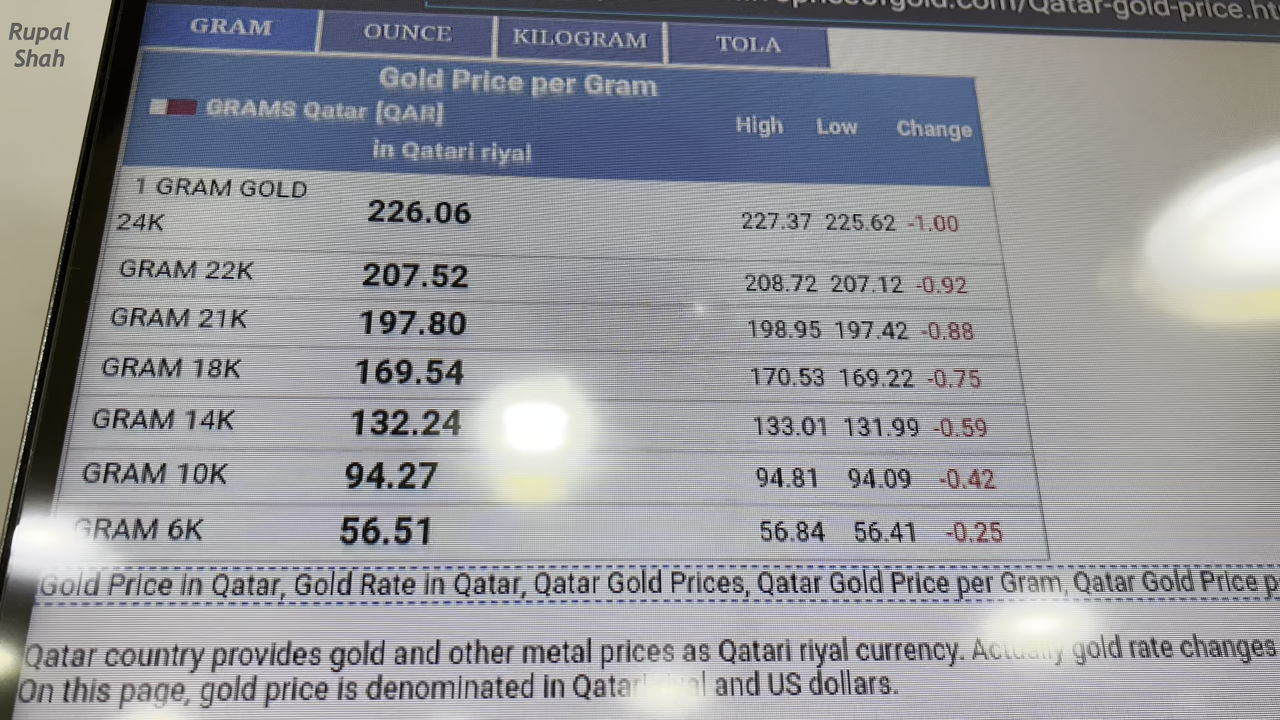 Rupal
Shah
GRAM OUNCE KILOGRAM TOLA
Gold Price per Gram
GRAMS Qatar [QAR]
in Qatari riyal
High Low Change
1 GRAM GOLD
24K 226.06 227.37 225.62 -1.00
GRAM 22K 207.52 208.72 207.12 -0.92
GRAM 21K 197.80 198.95 197.42 -0.88
GRAM 18K 169.54 170.53 169.22 -0.75
GRAM 14K 132.24 133.01 131.99 -0.59
GRAM 10K 94.27 94.81 94.09 -0.42
GRAM 6K 56.51 56.84 56.41 -0.25
Gold Price in Qatar, Gold Rate in Qatar, Qatar Gold Prices, Qatar Gold Price per Gram, Qatar Gold Price
Qatar country provides gold and other metal prices as Qatari riyal currency. Actually gold rate changes
On this page, gold price is denominated in and US dollars.